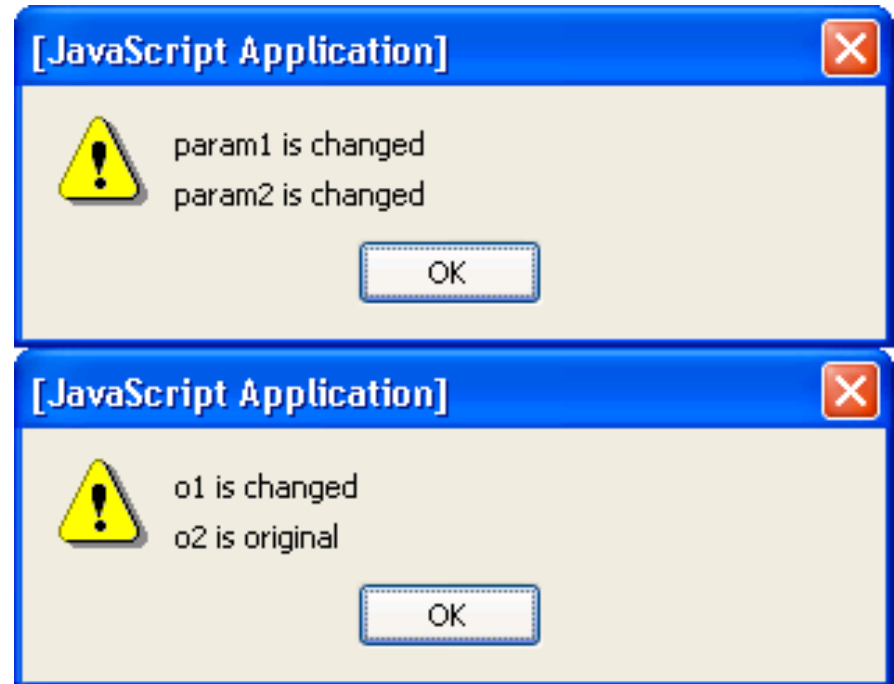 [JavaScript Application]
param1 is changed
param2 is changed
OK
[JavaScript Application]
o1 is changed
o2 is original
OK